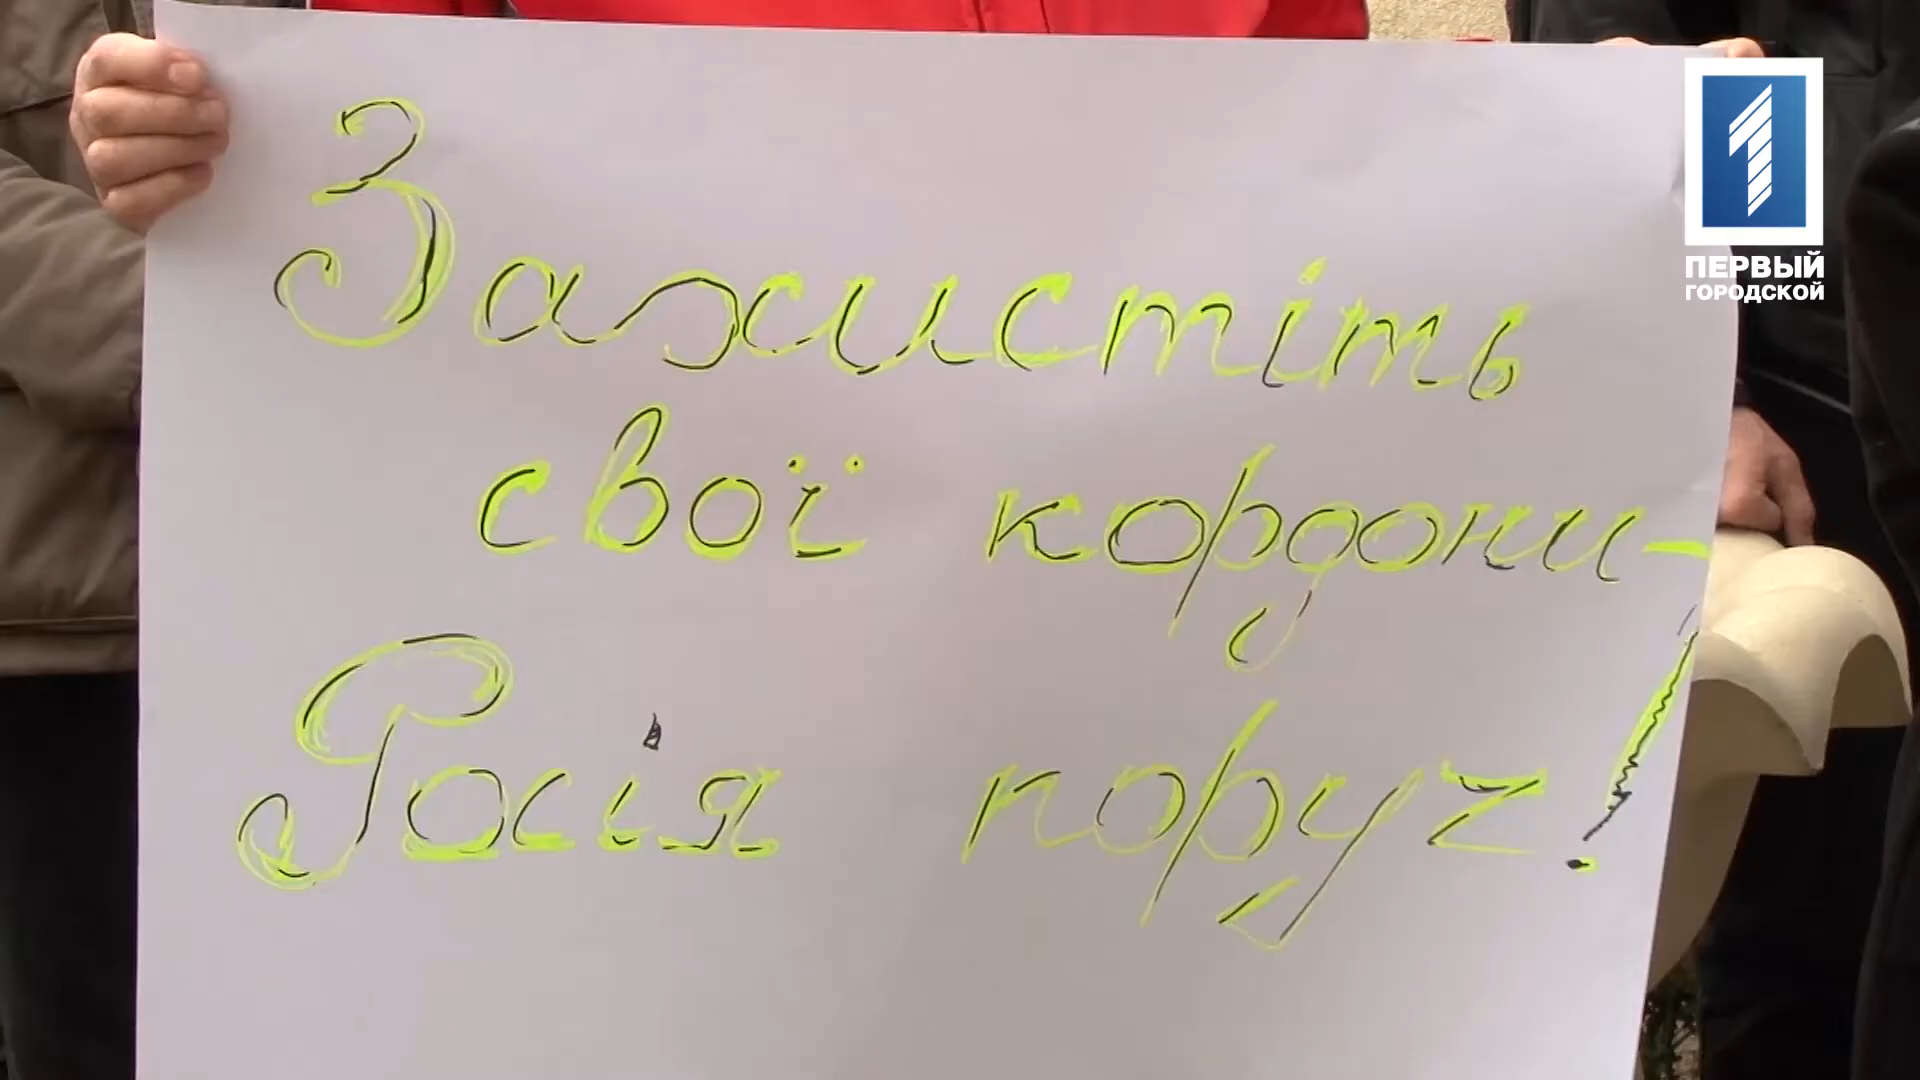 Захистіть
свої кордони-
Росія поруч!
ПЕРВЫЙ
ГОРОДСКОЙ